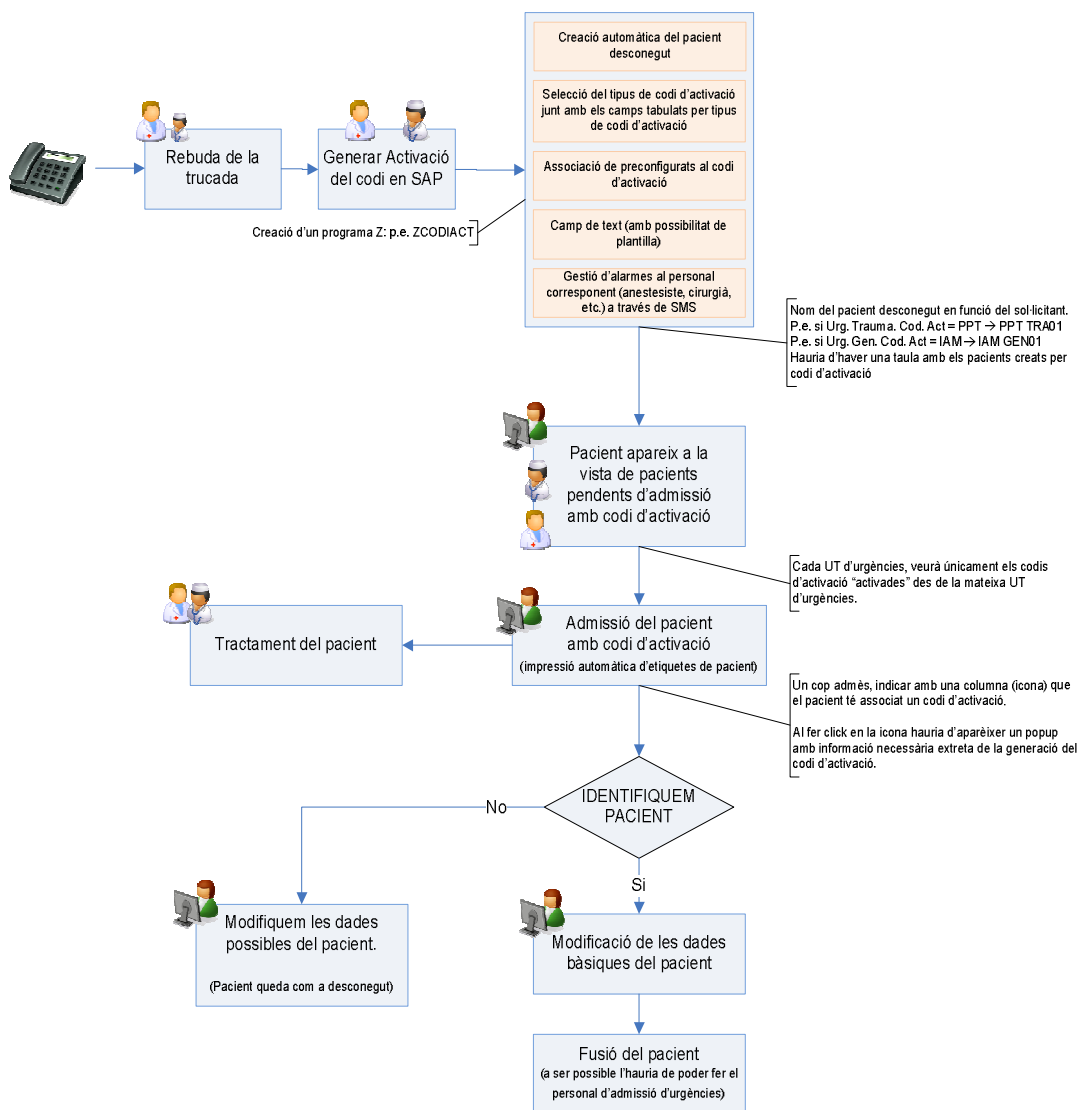 Creació automàtica del pacient
desconegut
Selecció del tipus de codi d'activació
junt amb els camps tabulats per tipus
de codi d'activació
Rebuda de la
trucada
Generar Activació
del codi en SAP
Associació de preconfigurats al codi
d'activació
Creació d'un programa Z: p.e. ZCODIACT
Camp de text (amb possibilitat de
plantilla)
Gestió d'alarmes al personal
corresponent (anestesiste, cirurgià,
etc.) a través de SMS
Nom del pacient desconegut en funció del sol·licitant.
P.e. si Urg. Trauma. Cod. Act = PPT → PPT TRA01
P.e. si Urg. Gen. Cod. Act = IAM → IAM GEN01
Hauria d'haver una taula amb els pacients creats per
codi d'activació
Pacient apareix a la
vista de pacients
pendents d'admissió
amb codi d'activació
Cada UT d'urgències, veurà únicament els codis
d'activació “activades” des de la mateixa UT
d'urgències.
Tractament del pacient
Admissió del pacient
amb codi d'activació
(impressió automàtica d'etiquetes de pacient)
Un cop admès, indicar amb una columna (icona) que
el pacient té associat un codi d'activació.
Al fer click en la icona hauria d'aparèixer un popup
amb informació necessària extreta de la generació del
codi d'activació.
IDENTIFIQUEM
PACIENT
No
Si
Modifiquem les dades
possibles del pacient.
(Pacient queda com a desconegut)
Modificació de les dades
bàsiques del pacient
Fusió del pacient
(a ser possible l'hauria de poder fer el
personal d'admissió d'urgències)